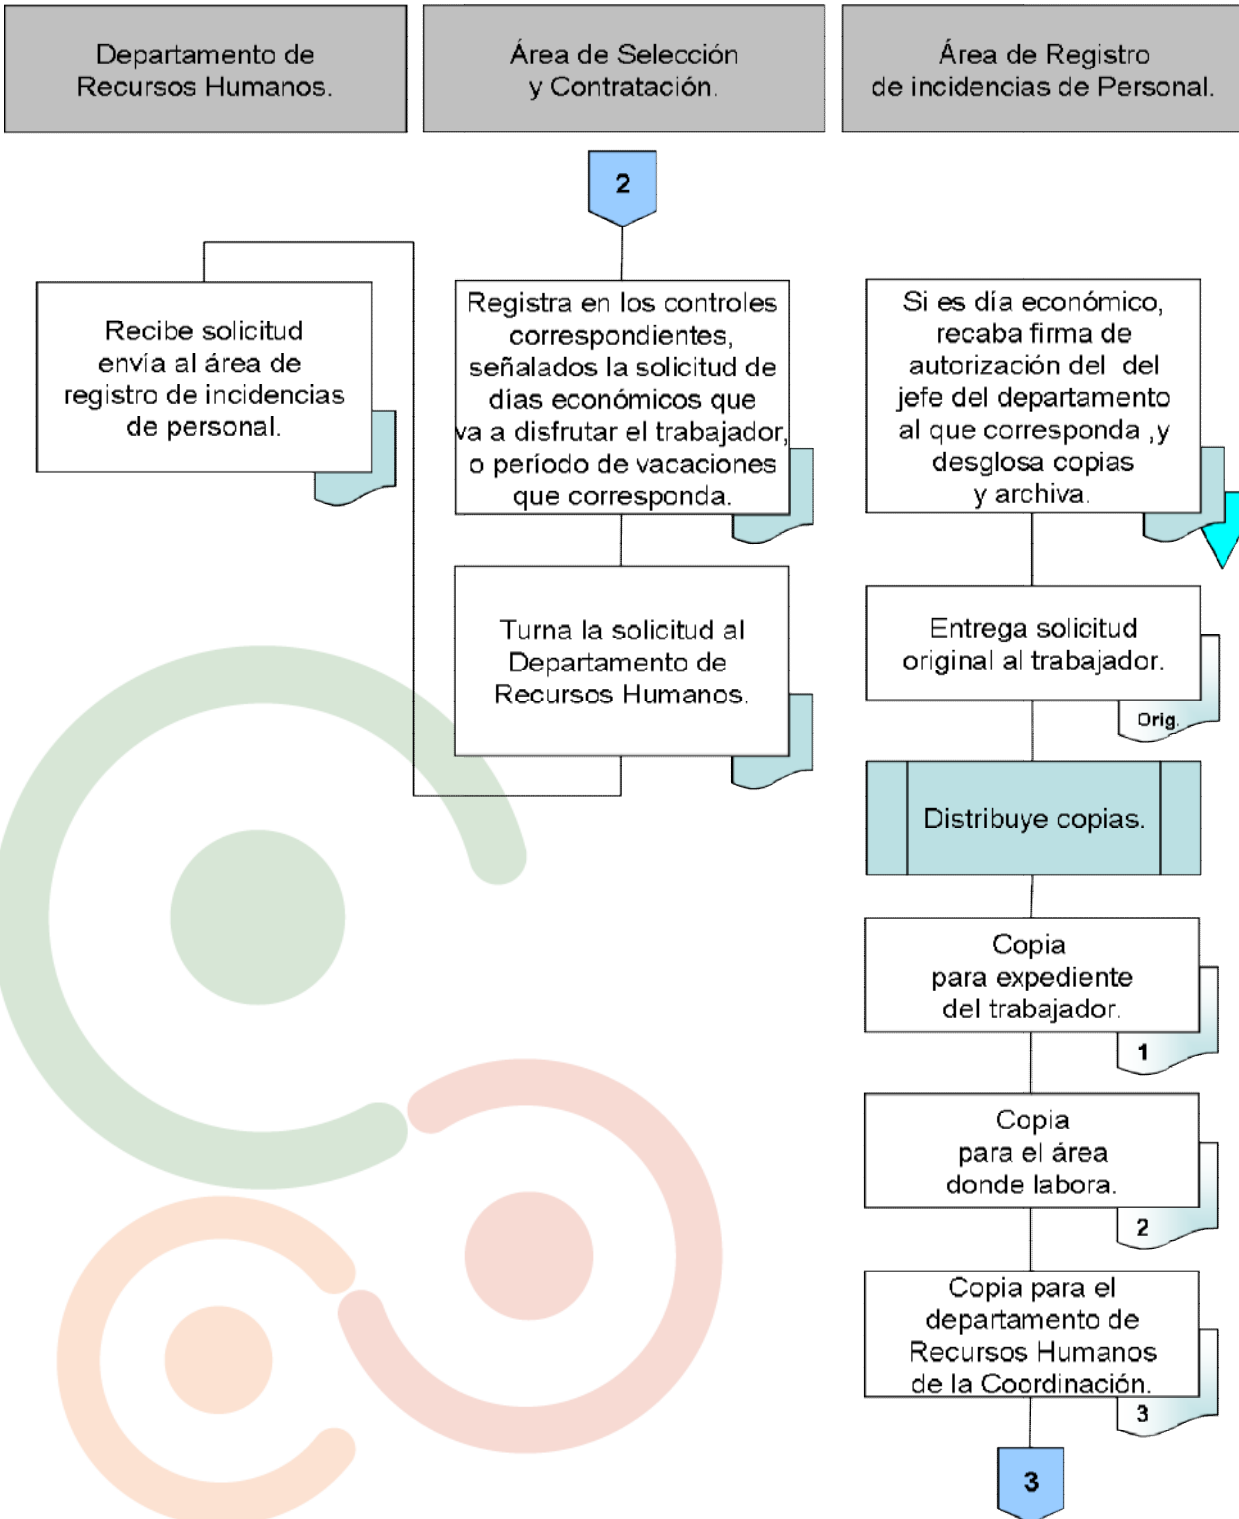 Departamento de
Recursos Humanos.
Área de Selección
y Contratación.
Área de Registro
de incidencias de Personal.
2
Recibe solicitud
envía al área de
registro de incidencias
de personal.
Registra en los controles
correspondientes,
señalados la solicitud de
días económicos que
va a disfrutar el trabajador,
o período de vacaciones
que corresponda.
Turna la solicitud al
Departamento de
Recursos Humanos.
Si es día económico,
recaba firma de
autorización del del
jefe del departamento
al que corresponda ,y
desglosa copias
y archiva.
Entrega solicitud
original al trabajador.
Orig.
Distribuye copias.
Copia
para expediente
del trabajador.
1
Copia
para el área
donde labora.
2
Copia para el
departamento de
Recursos Humanos
de la Coordinación.
3
3